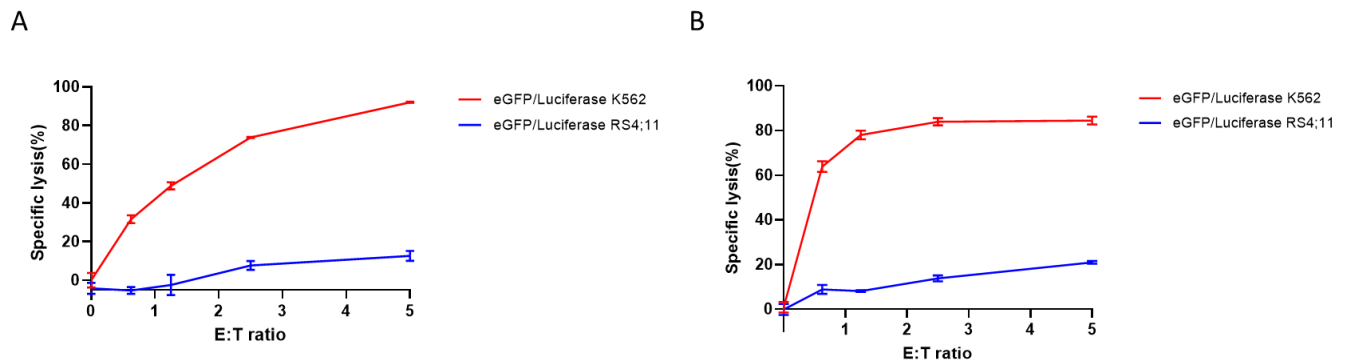 A
B
Specific lysis(%)
100
80
60
40
20
0
0
1
2
3
4
5
E:T ratio
eGFP/Luciferase K562
eGFP/Luciferase RS4;11
Specific lysis(%)
100
80
60
40
20
0
1
2
3
4
5
E:T ratio
eGFP/Luciferase K562
eGFP/Luciferase RS4;11